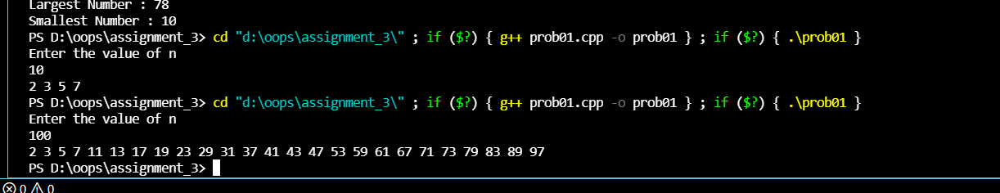 Largest Number : 78
Smallest Number : 10
PS D:\oops\assignment_3> cd "d:\oops\assignment_3\" ; if ($?) { g++ prob01.cpp -o prob01 } ; if ($?) { .\prob01 }
Enter the value of n
10
2 3 5 7
PS D:\oops\assignment_3> cd "d:\oops\assignment_3\" ; if ($?) { g++ prob01.cpp -o prob01 } ; if ($?) { .\prob01 }
Enter the value of n
100
2 3 5 7 11 13 17 19 23 29 31 37 41 43 47 53 59 61 67 71 73 79 83 89 97
PS D:\oops\assignment_3>
0 0